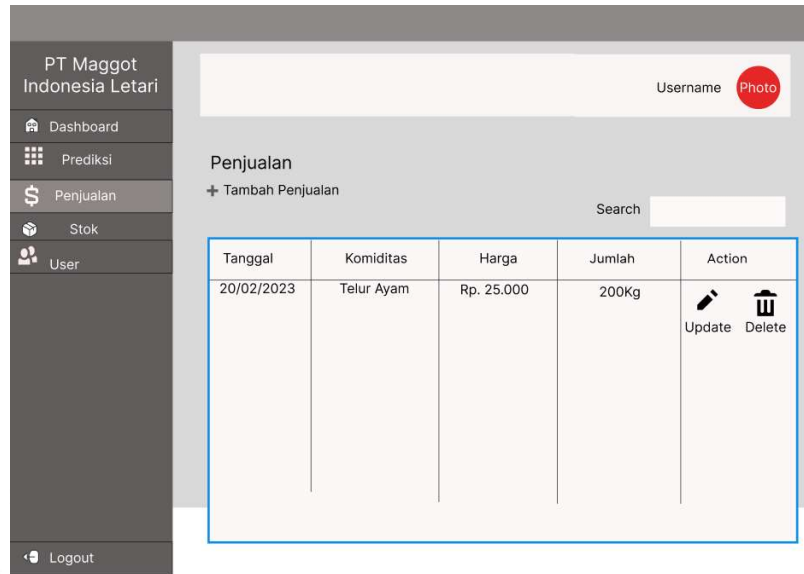 PT Maggot
Indonesia Letari
Dashboard
Prediksi
Penjualan
Stok
User
Logout
Username
Photo
Penjualan
Tambah Penjualan
Search
Tanggal Komiditas Harga Jumlah Action
20/02/2023 Telur Ayam Rp. 25.000 200Kg
Update Delete